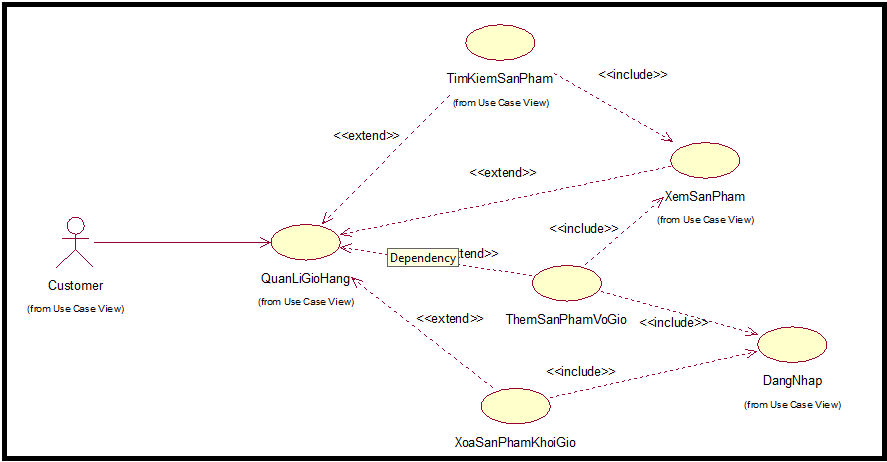 TimKiemSanPham
(from Use Case View)
<<include>>
<<extend>>
<<extend>>
XemSanPham
(from Use Case View)
<<include>>
Customer
(from Use Case View)
QuanLiGioHang
(from Use Case View)
Dependency
tend>>
ThemSanPhamVoGio
<<include>>
<<extend>>
DangNhap
(from Use Case View)
<<include>>
XoaSanPhamKhoiGio